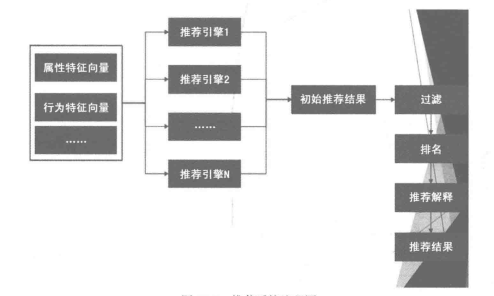 属性特征向量
行为特征向量
……
推荐引擎1
推荐引擎2
……
推荐引擎N
初始推荐结果
过滤
排名
推荐解释
推荐结果